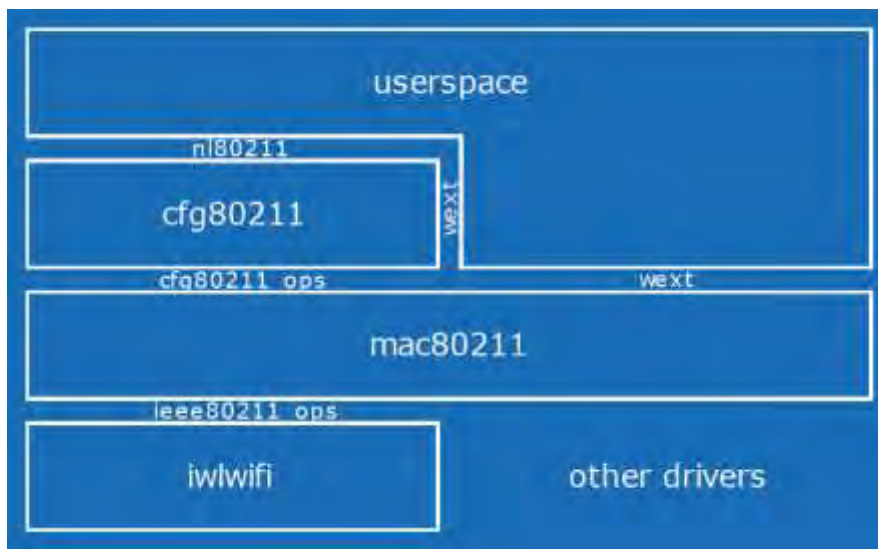 userspace
nl80211
cfg80211
wext
cfg80211 ops
wext
mac80211
ieee80211 ops
iwlwifi
other drivers